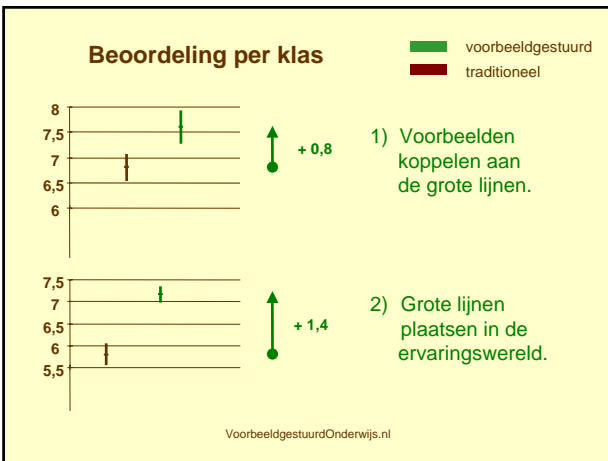 Beoordeling per klas
voorbeeldgestuurd
traditioneel
8
7,5
7
6,5
6
+ 0,8
1) Voorbeelden
koppelen aan
de grote lijnen.
7,5
7
6,5
6
5,5
+ 1,4
2) Grote lijnen
plaatsen in de
ervaringswereld.
VoorbeeldgestuurdOnderwijs.nl